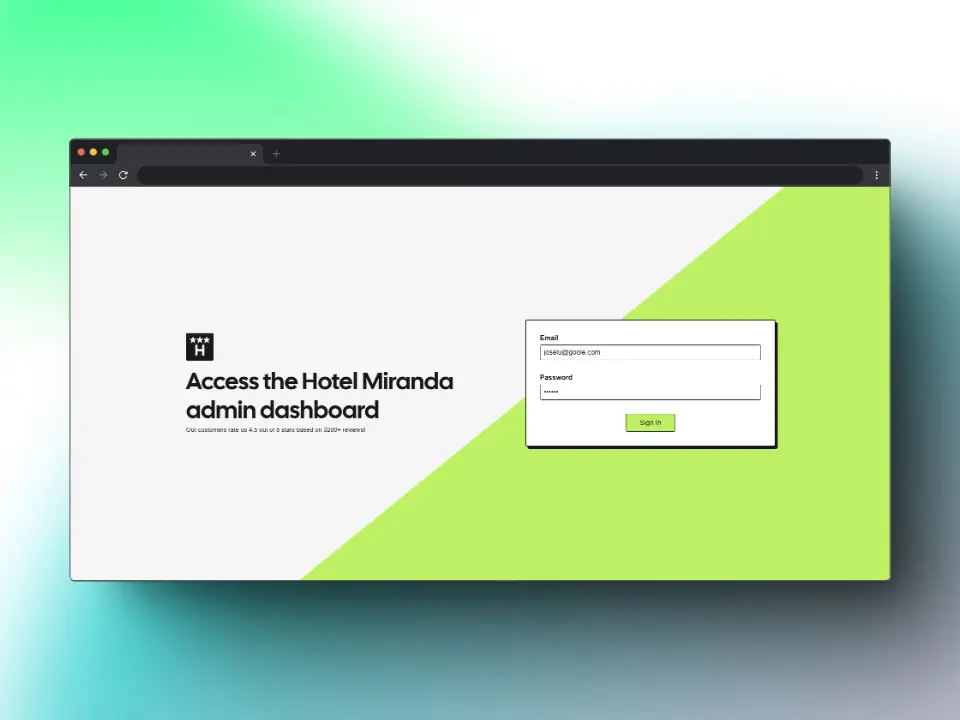 H
Access the Hotel Miranda
admin dashboard
Our customers rate us 4.5 out of 5 stars based on 3200+ reviews!
Email
joselu@goole.com
Password
••••••
Sign In